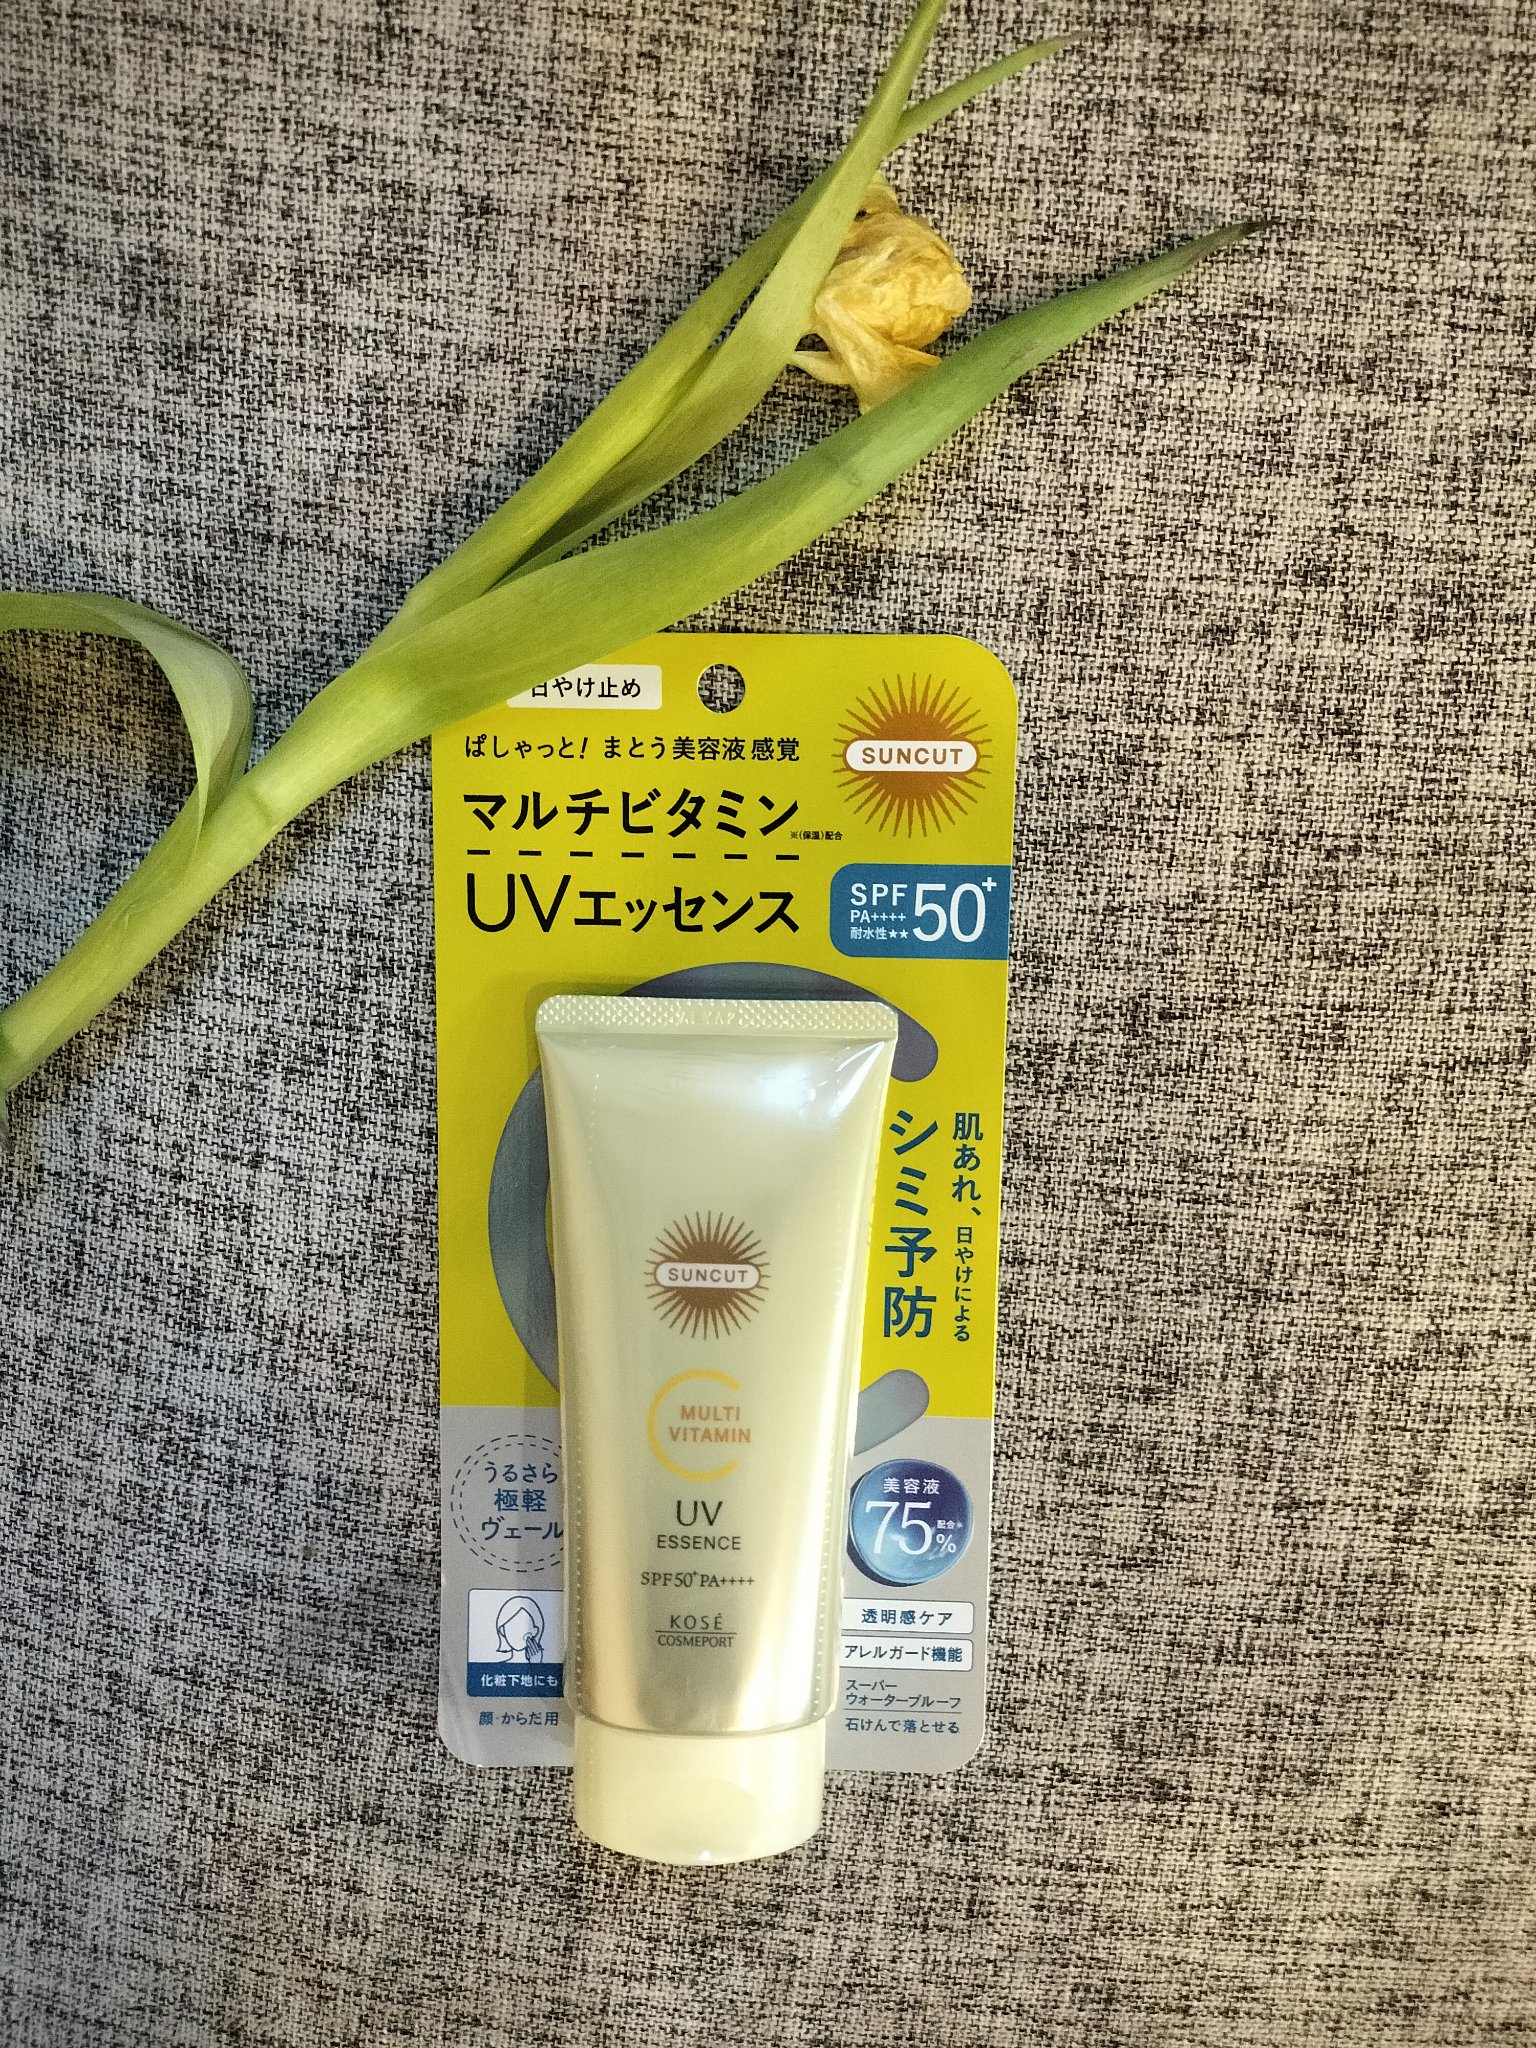 日やけ止め
ぱしゃっと! まとう美容液感覚
マルチビタミン
※(保湿)配合
UVエッセンス
SUNCUT
SPF 50+
PA++++
耐水性★★
肌あれ、日やけによる
シミ予防
SUNCUT
MULTI
VITAMIN
UV
ESSENCE
SPF50+PA++++
KOSÉ
COSMEPORT
うるさら
極軽
ヴェール
化粧下地にも
顔・からだ用
美容液
75%
配合*
透明感ケア
アレルガード機能
スーパー
ウォータープルーフ
石けんで落とせる